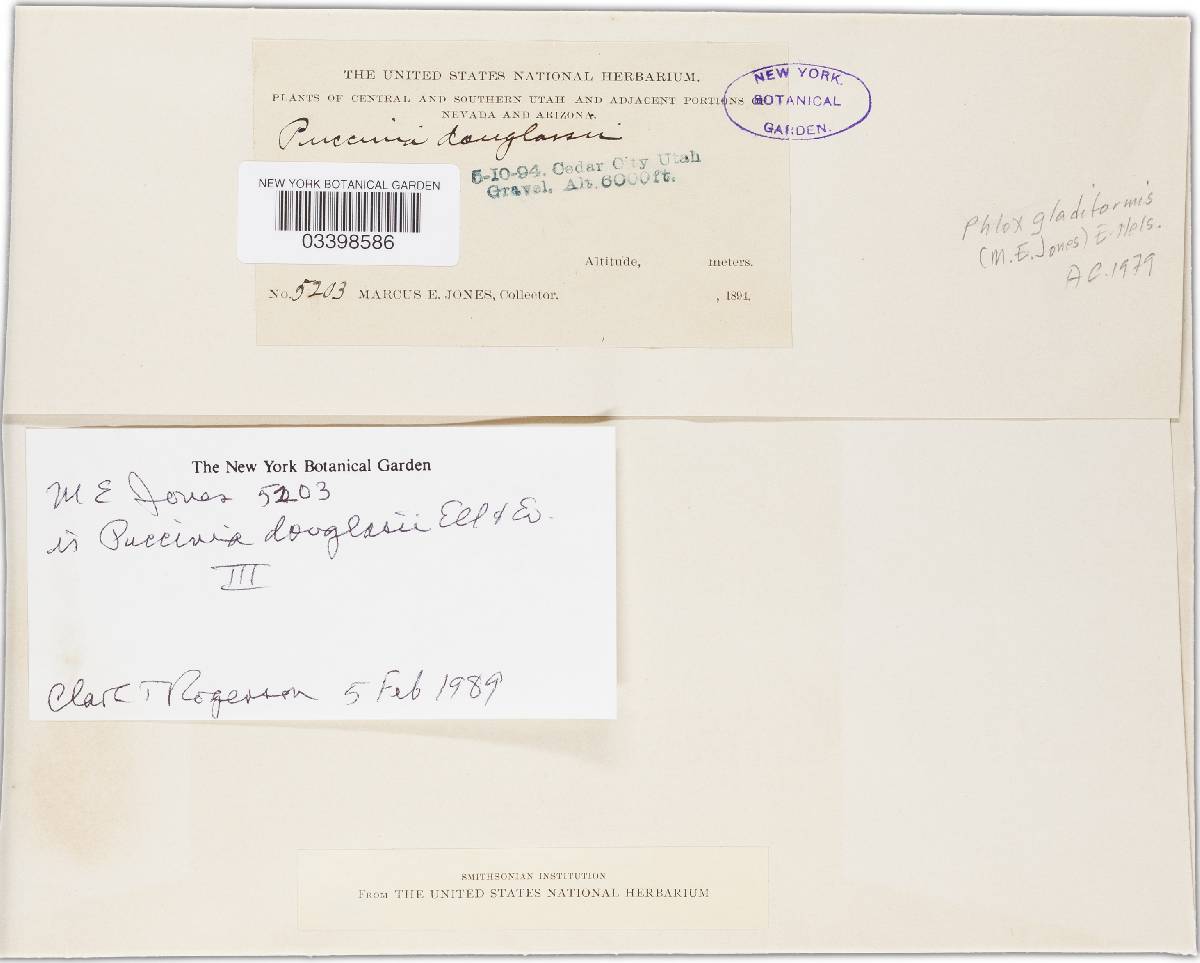 THE UNITED STATES NATIONAL HERBARIUM.
PLANTS OF CENTRAL AND SOUTHERN UTAH AND ADJACENT PORTIONS OF
NEVADA AND ARIZONA.
Puccinia douglasii
5-10-94. Cedar City Utah
Gravel. Alt. 6000ft.
NEW YORK BOTANICAL GARDEN
03398586
Altitude, meters.
No. 5203 MARCUS E. JONES, Collector. , 1894.
NEW YORK
BOTANICAL
GARDEN.
Phlox gladiformis
(M.E. Jones) E. Nels.
A C. 1979
The New York Botanical Garden
M E Jones 5203
is Puccinia douglasii Ell & Ev.
III
Clark T Rogerson 5 Feb 1989
SMITHSONIAN INSTITUTION
FROM THE UNITED STATES NATIONAL HERBARIUM